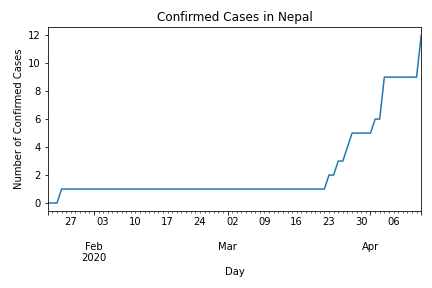 Confirmed Cases in Nepal
Number of Confirmed Cases
12
10
8
6
4
2
0
27 03 10 17 24 02 09 16 23 30 06
Feb Mar Apr
2020
Day